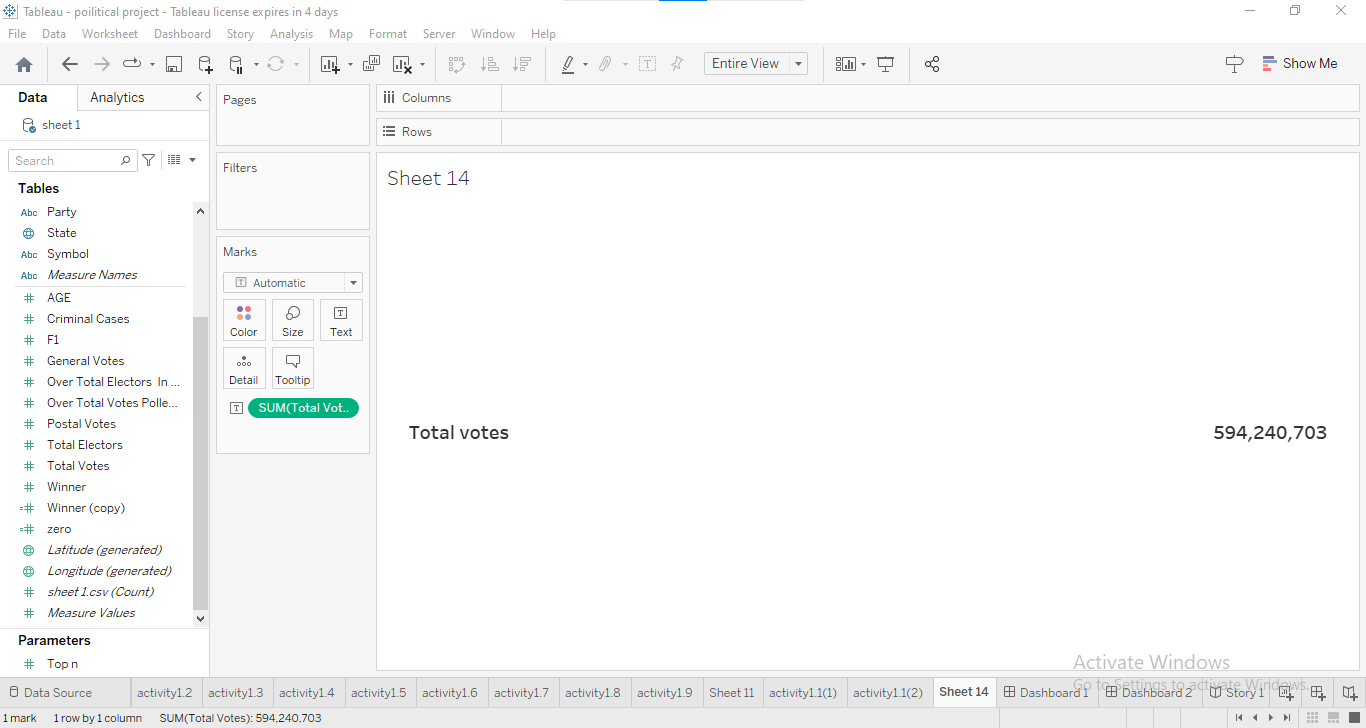 Tableau - poilitical project - Tableau license expires in 4 days
File Data Worksheet Dashboard Story Analysis Map Format Server Window Help
Entire View
Show Me
Data Analytics
sheet 1
Search
Tables
Abc Party
State
Abc Symbol
Abc Measure Names
AGE
Criminal Cases
F1
General Votes
Over Total Electors In ...
Over Total Votes Polle...
Postal Votes
Total Electors
Total Votes
Winner
Winner (copy)
zero
Latitude (generated)
Longitude (generated)
sheet 1.csv (Count)
Measure Values
Parameters
Top n
Pages
Filters
Marks
Automatic
Color Size Text
Detail Tooltip
SUM(Total Vot..
Columns
Rows
Sheet 14
Total votes 594,240,703
Activate Windows
Go to Settings to activate Windows.
Data Source activity1.2 activity1.3 activity1.4 activity1.5 activity1.6 activity1.7 activity1.8 activity1.9 Sheet 11 activity1.1(1) activity1.1(2) Sheet 14 Dashboard 1 Dashboard 2 Story 1
1 mark 1 row by 1 column SUM(Total Votes): 594,240,703